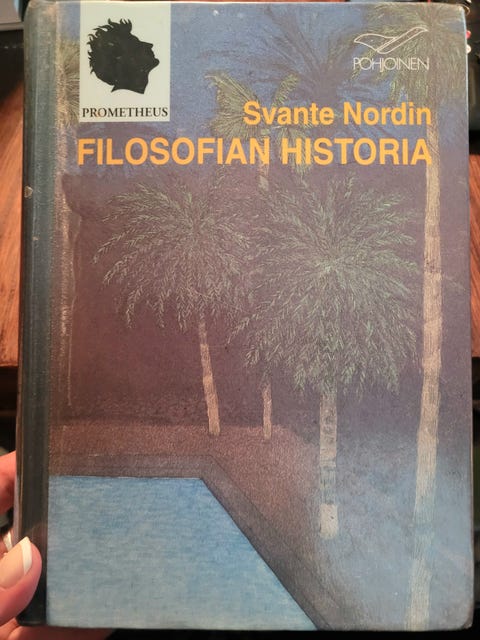 PROMETHEUS
POHJOINEN
Svante Nordin
FILOSOFIAN HISTORIA